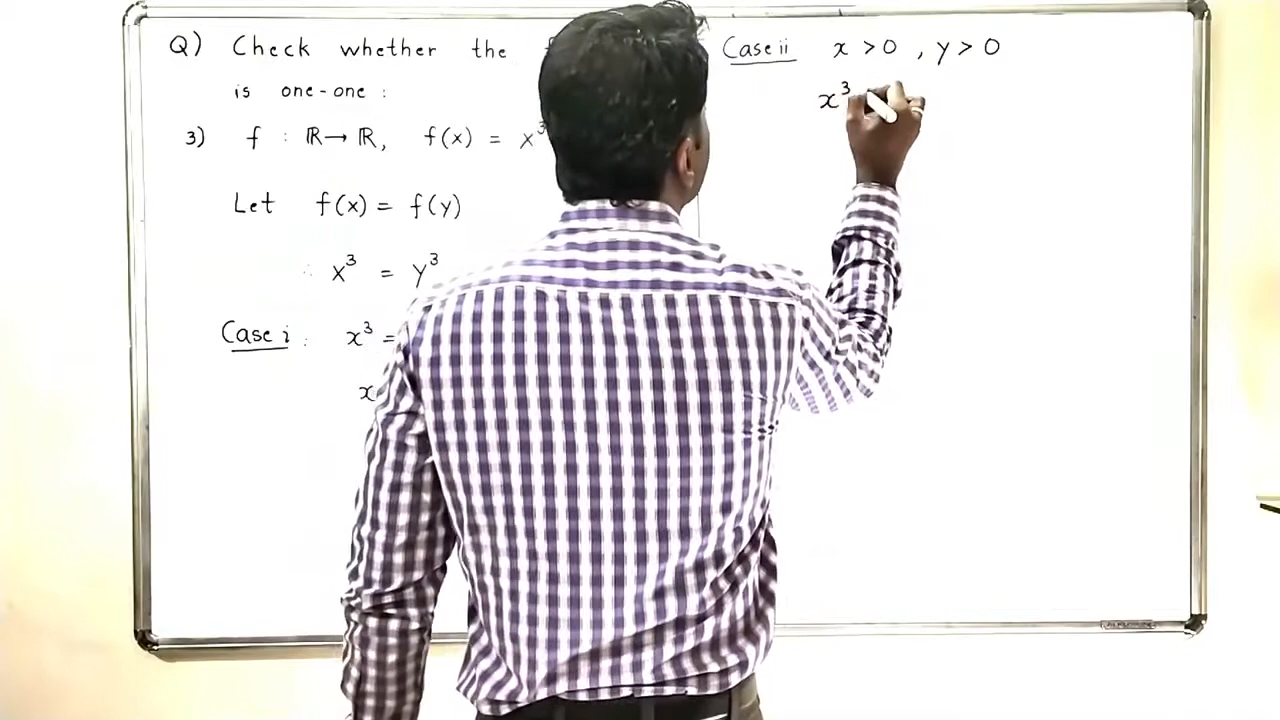 Q) Check whether the
is one-one :
3) f : ℝ→ ℝ, f(x) = x³
Let f(x) = f(y)
∴ x³ = y³
Case i : x³ =
x
Case ii x > 0 , y > 0
x³